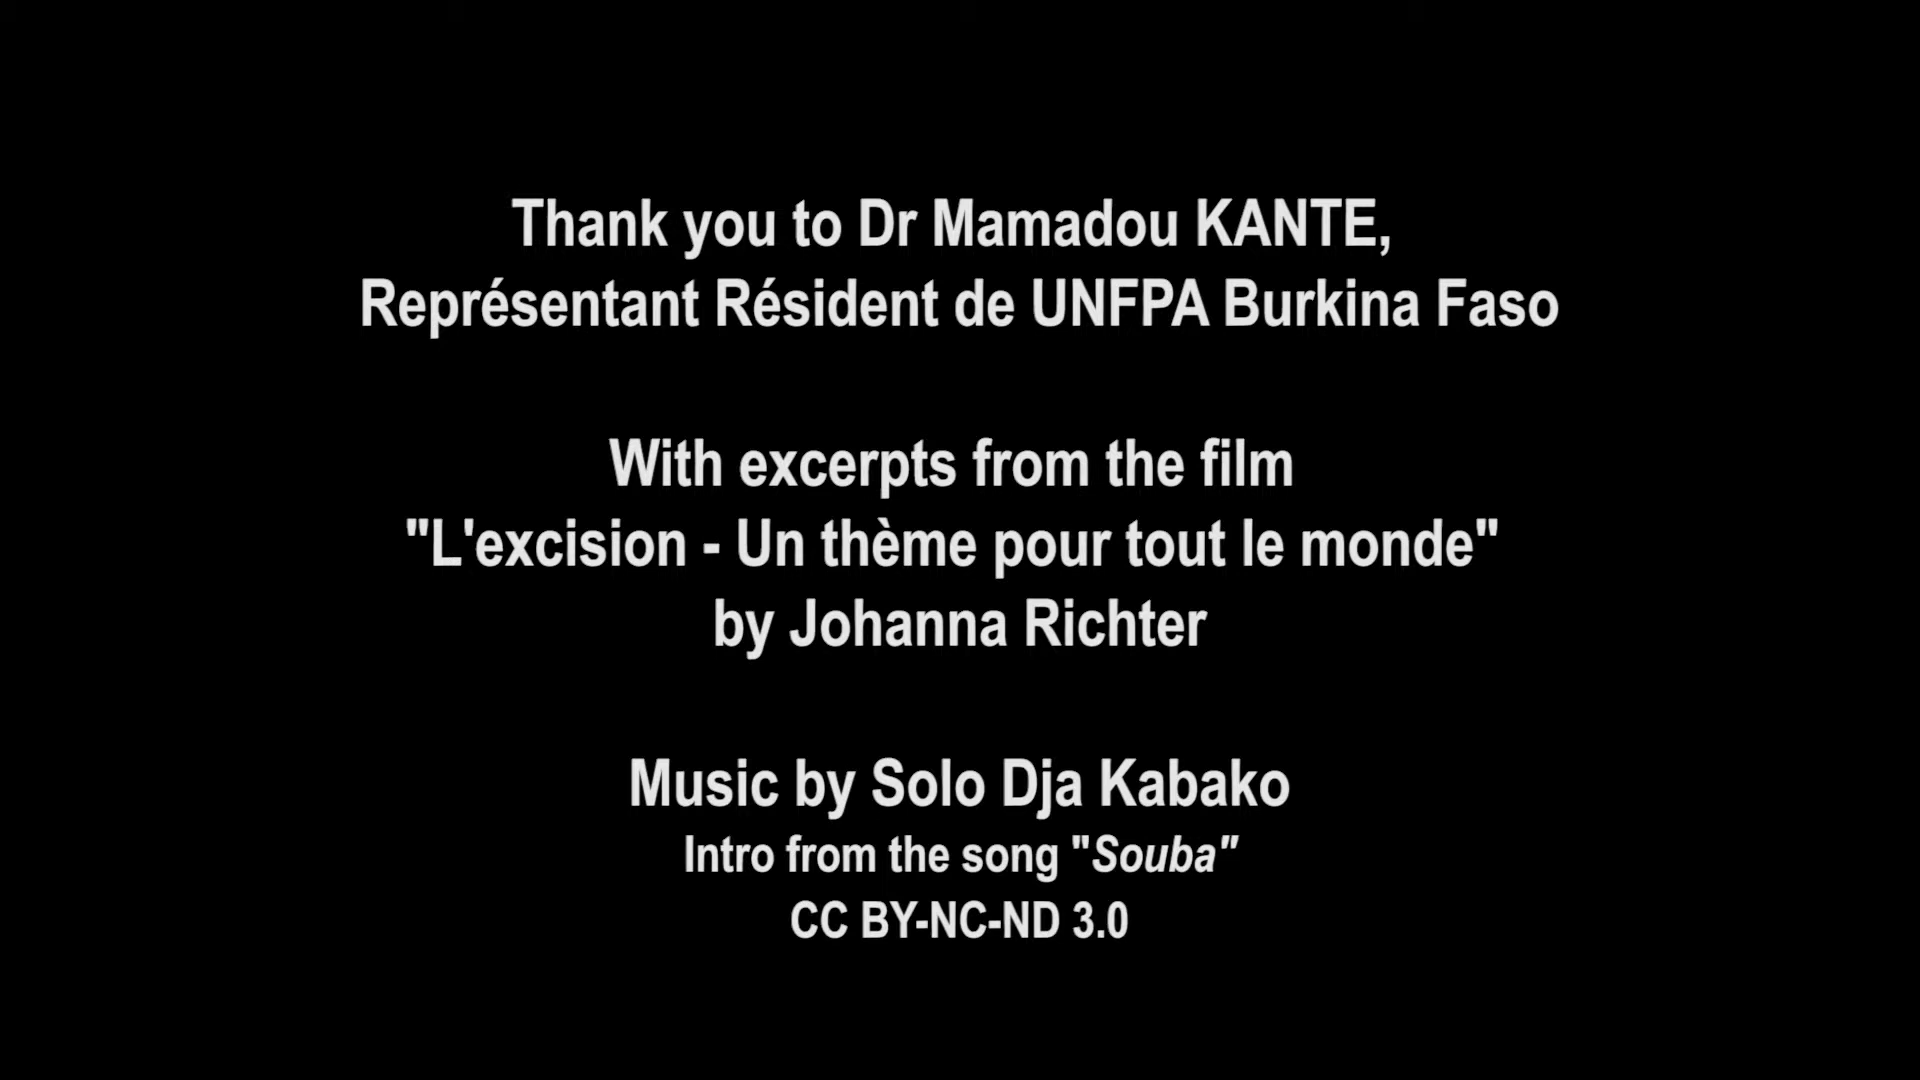 Thank you to Dr Mamadou KANTE,
Représentant Résident de UNFPA Burkina Faso
With excerpts from the film
"L'excision - Un thème pour tout le monde"
by Johanna Richter
Music by Solo Dja Kabako
Intro from the song "Souba"
CC BY-NC-ND 3.0